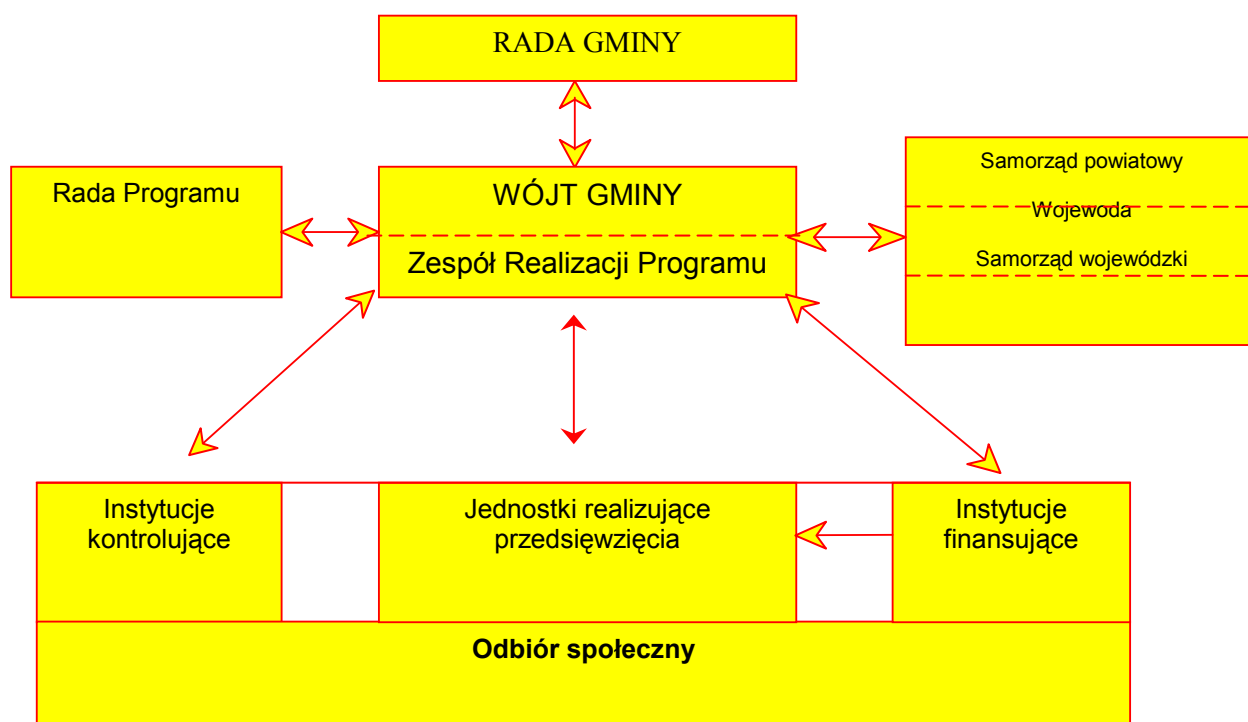 RADA GMINY
Rada Programu
WÓJT GMINY
Zespół Realizacji Programu
Samorząd powiatowy
Wojewoda
Samorząd wojewódzki
Instytucje
kontrolujące
Jednostki realizujące
przedsięwzięcia
Instytucje
finansujące
Odbiór społeczny